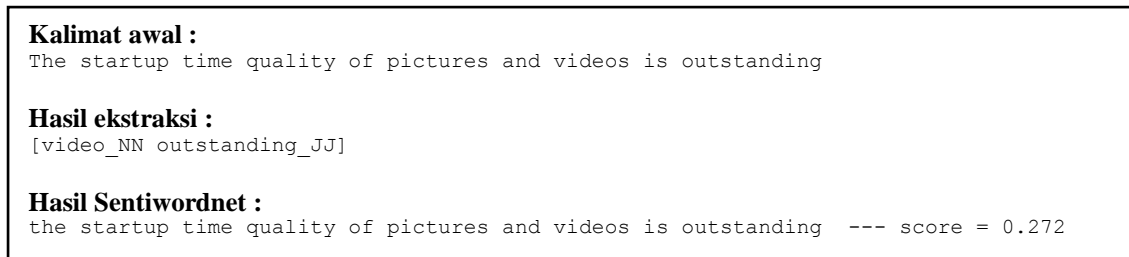 Kalimat awal :
The startup time quality of pictures and videos is outstanding
Hasil ekstraksi :
[video_NN outstanding_JJ]
Hasil Sentiwordnet :
the startup time quality of pictures and videos is outstanding --- score = 0.272